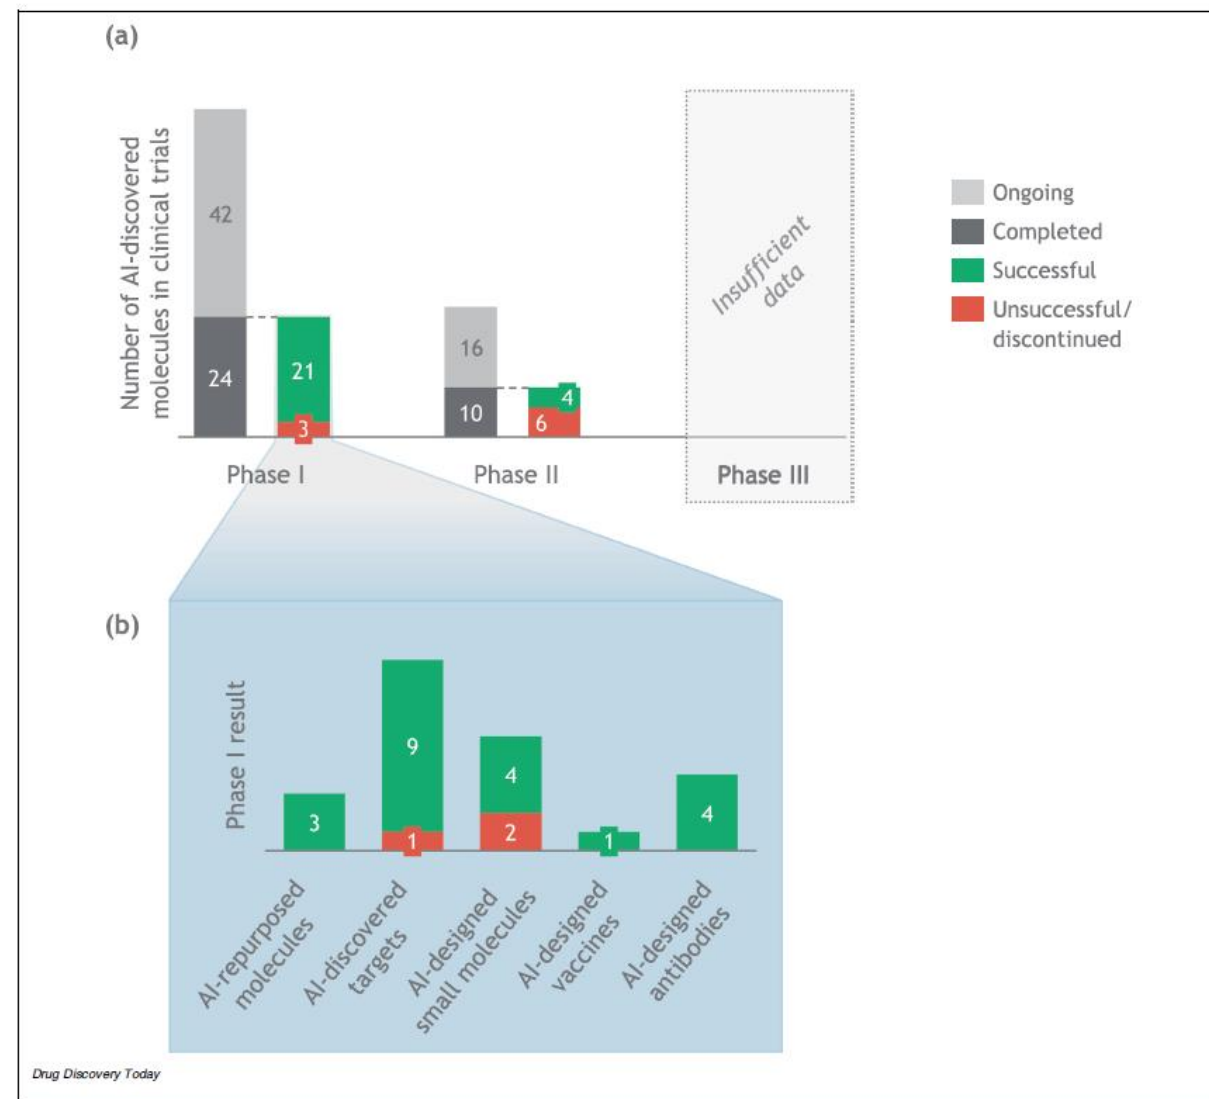 (a)
Number of AI-discovered
molecules in clinical trials
42
24
21
3
16
10
4
6
Insufficient
data
Phase I
Phase II
Phase III
Ongoing
Completed
Successful
Unsuccessful/
discontinued
(b)
Phase I result
3
9
1
4
2
1
4
AI-repurposed
molecules
AI-discovered
targets
AI-designed
small molecules
AI-designed
vaccines
AI-designed
antibodies
Drug Discovery Today